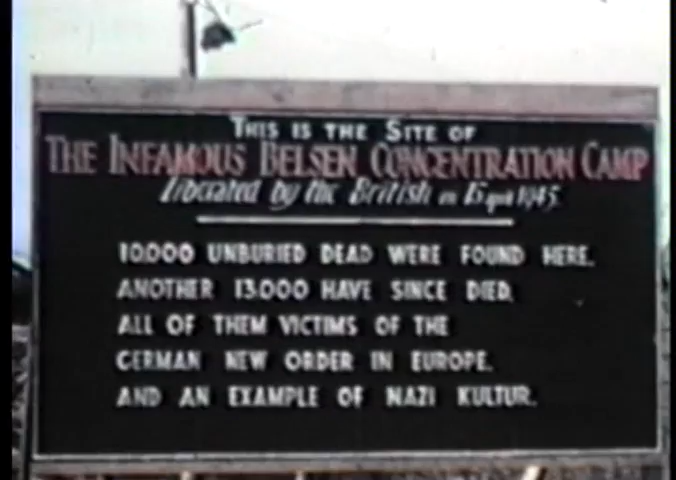 THIS IS THE SITE OF
THE INFAMOUS BELSEN CONCENTRATION CAMP
Liberated by the British on 15 april 1945.
10.000 UNBURIED DEAD WERE FOUND HERE.
ANOTHER 13.000 HAVE SINCE DIED,
ALL OF THEM VICTIMS OF THE
GERMAN NEW ORDER IN EUROPE.
AND AN EXAMPLE OF NAZI KULTUR.